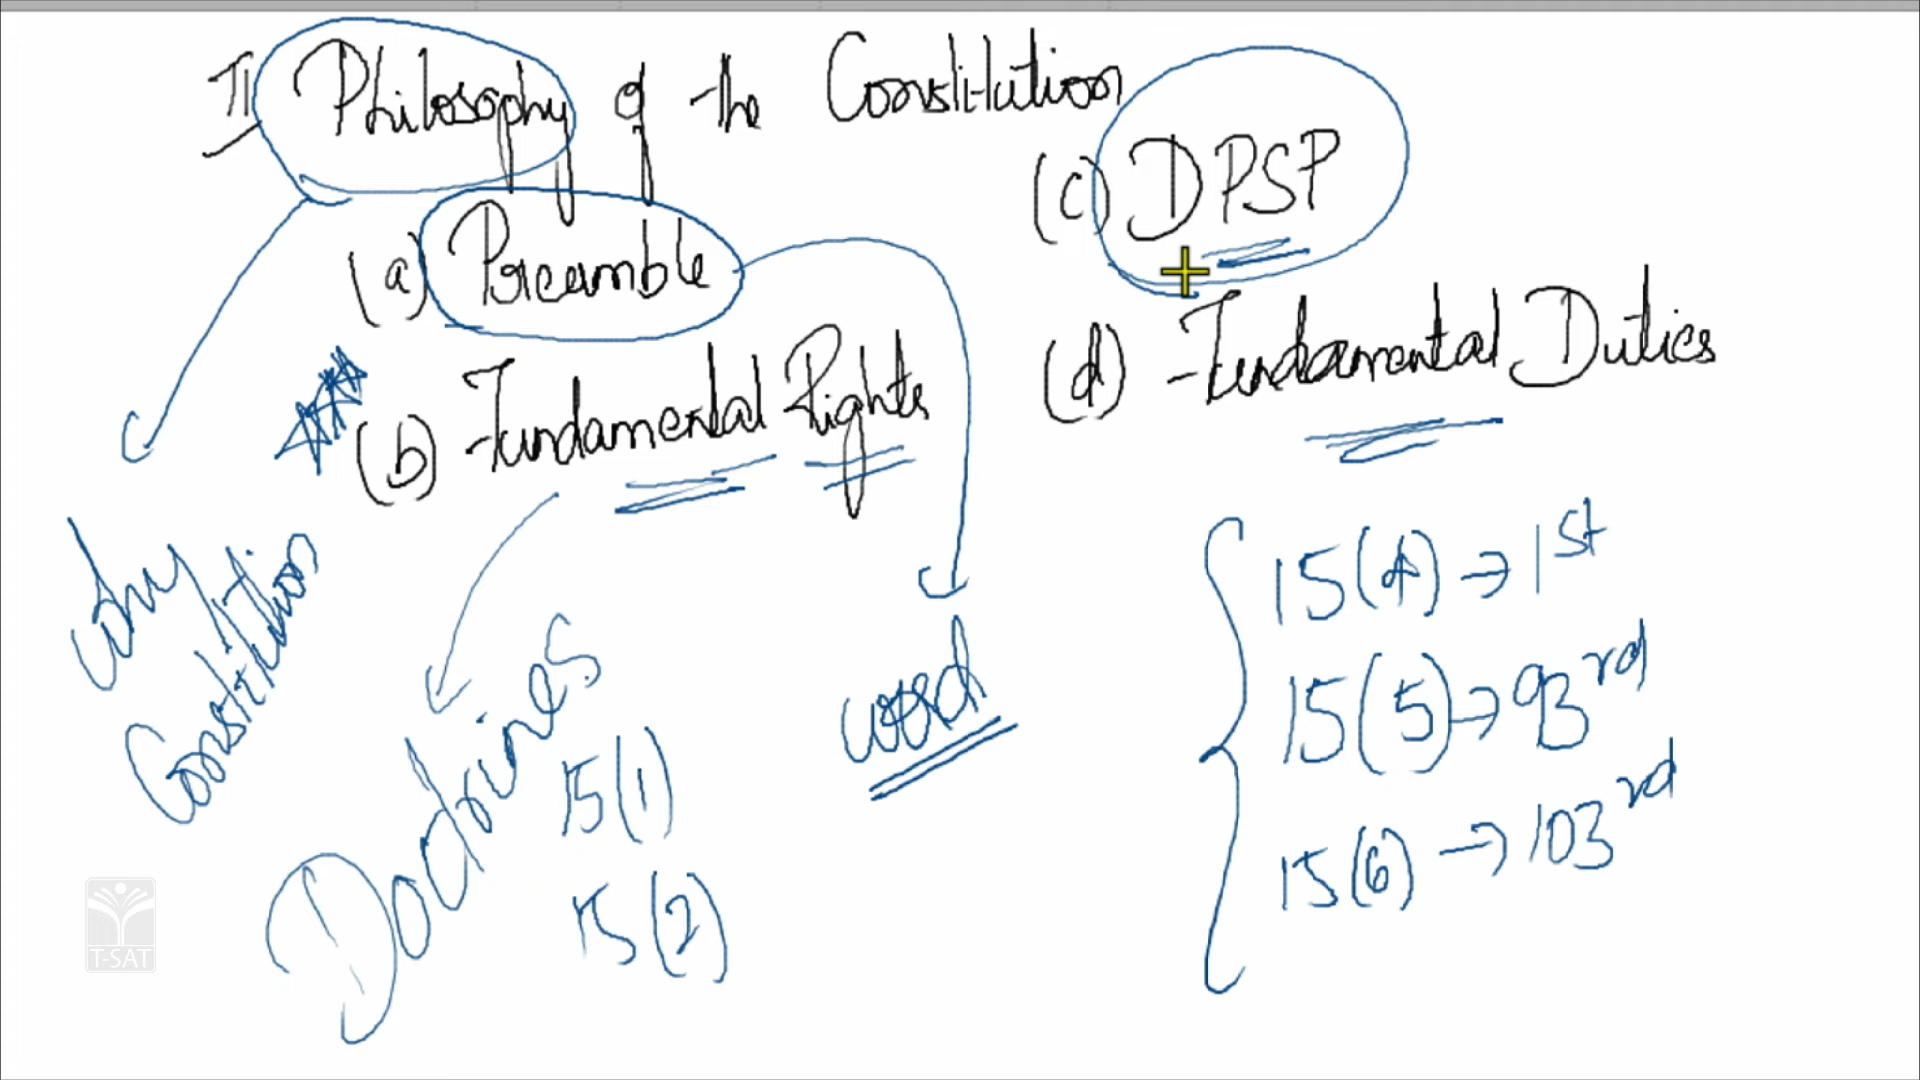 II Philosophy of the Constitution
(a) Preamble
(b) Fundamental Rights
(c) DPSP
(d) Fundamental Duties
why
Constitution
Doctrines
15(1)
15(2)
word
15(4) → 1st
15(5) → 93rd
15(6) → 103rd
T-SAT